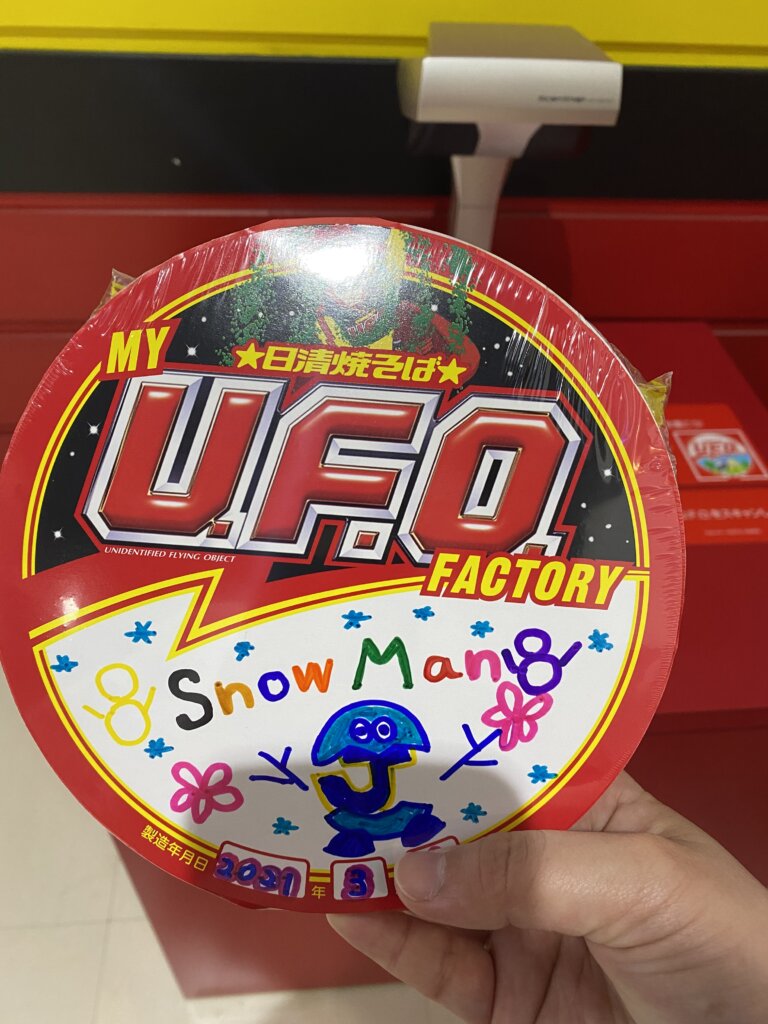 MY
★日清焼そば★
U.F.O.
UNIDENTIFIED FLYING OBJECT
FACTORY
Snow Man
J
製造年月日 2021 年 3